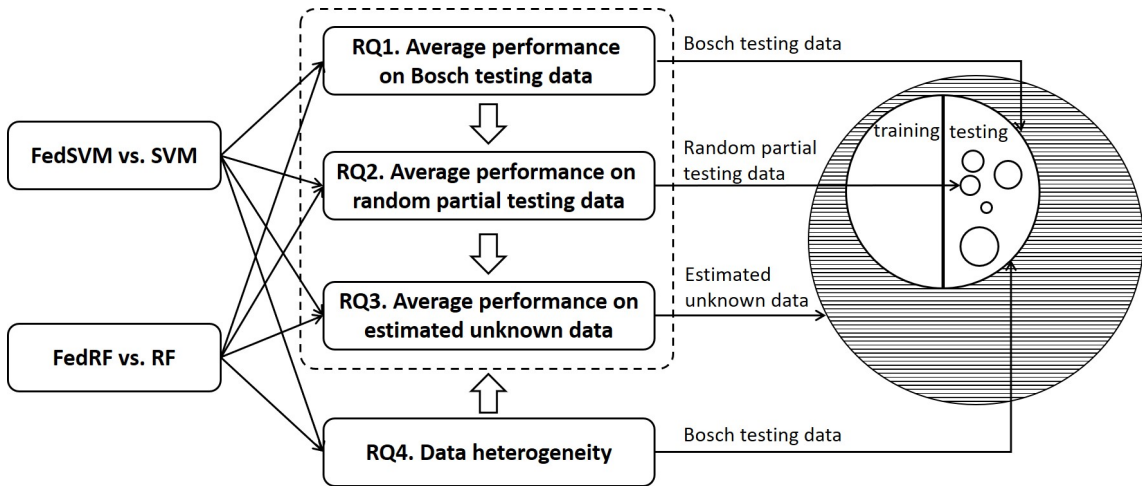 FedSVM vs. SVM
FedRF vs. RF
RQ1. Average performance
on Bosch testing data
RQ2. Average performance on
random partial testing data
RQ3. Average performance on
estimated unknown data
RQ4. Data heterogeneity
Bosch testing data
Random partial
testing data
Estimated
unknown data
Bosch testing data
training
testing